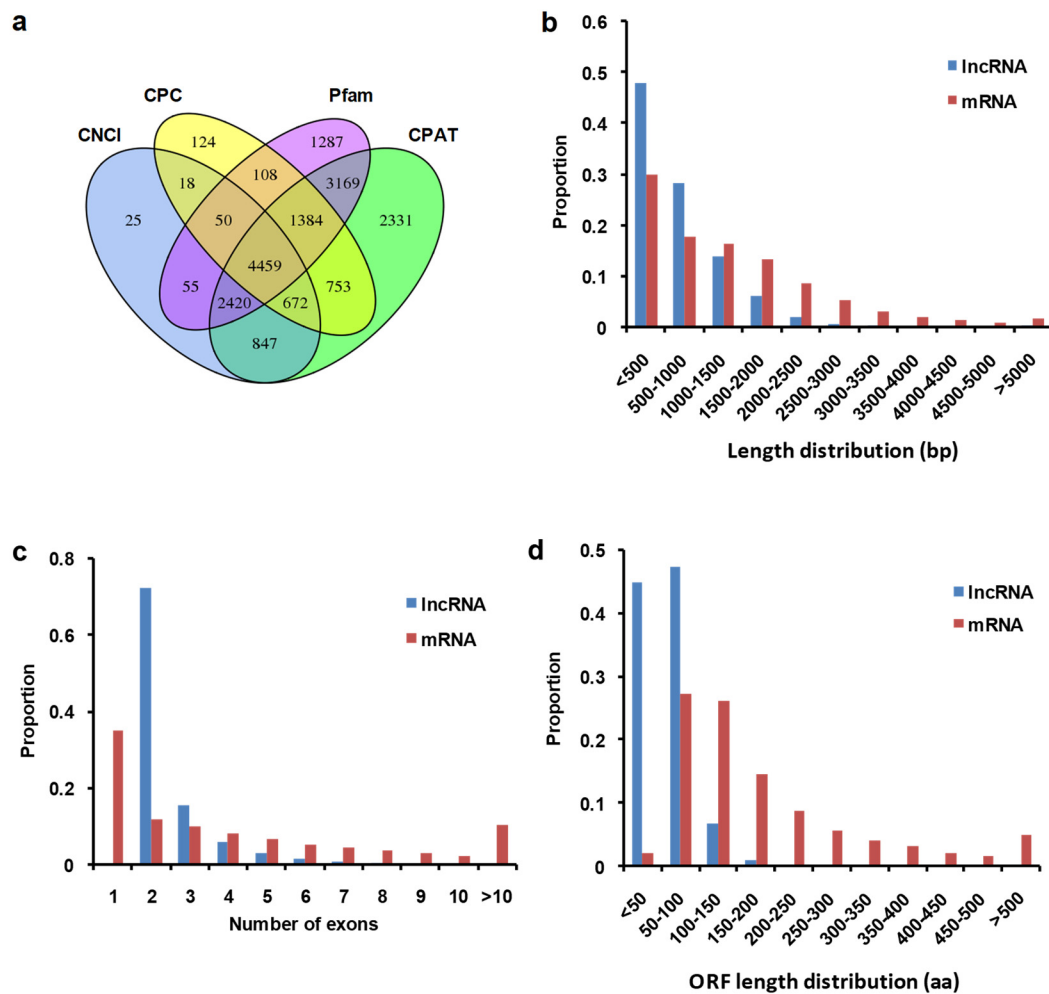 a
CPC
Pfam
CNCI
CPAT
124
1287
18
108
3169
25
50
1384
2331
4459
55
2420
672
753
847
b
0.6
0.5
0.4
0.3
0.2
0.1
0
Proportion
lncRNA
mRNA
<500
500-1000
1000-1500
1500-2000
2000-2500
2500-3000
3000-3500
3500-4000
4000-4500
4500-5000
>5000
Length distribution (bp)
c
0.8
0.6
0.4
0.2
0
Proportion
lncRNA
mRNA
1 2 3 4 5 6 7 8 9 10 >10
Number of exons
d
0.5
0.4
0.3
0.2
0.1
0
Proportion
lncRNA
mRNA
<50
50-100
100-150
150-200
200-250
250-300
300-350
350-400
400-450
450-500
>500
ORF length distribution (aa)